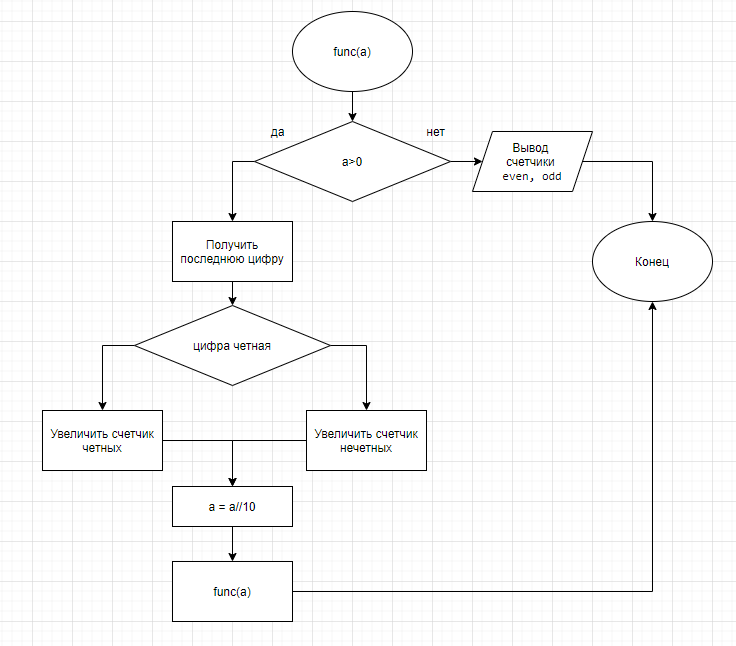 func(a)
да
нет
a>0
Вывод
счетчики
even, odd
Получить
последнюю цифру
Конец
цифра четная
Увеличить счетчик
четных
Увеличить счетчик
нечетных
a = a//10
func(a)